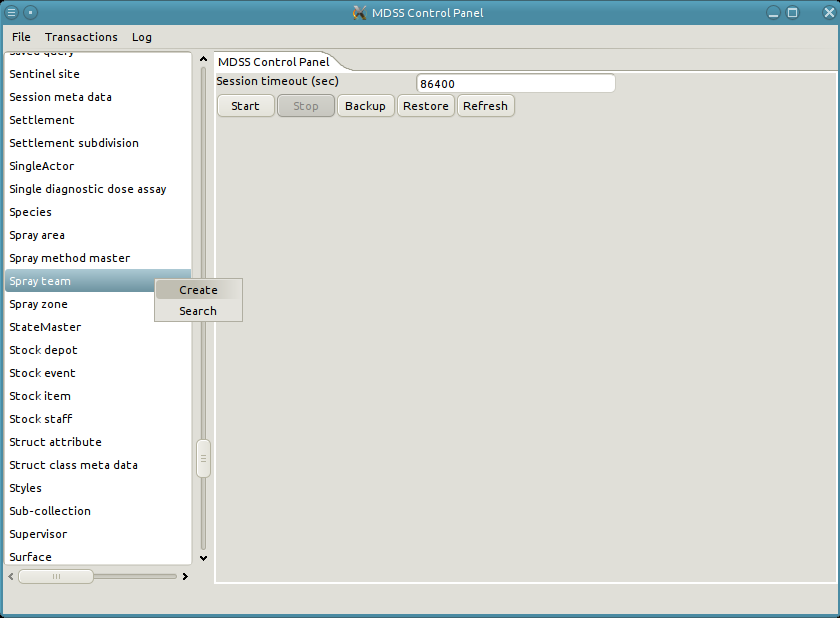 MDSS Control Panel
File Transactions Log
Saved query
Sentinel site
Session meta data
Settlement
Settlement subdivision
SingleActor
Single diagnostic dose assay
Species
Spray area
Spray method master
Spray team
Spray zone
StateMaster
Stock depot
Stock event
Stock item
Stock staff
Struct attribute
Struct class meta data
Styles
Sub-collection
Supervisor
Surface
Create
Search
MDSS Control Panel
Session timeout (sec) 86400
Start Stop Backup Restore Refresh